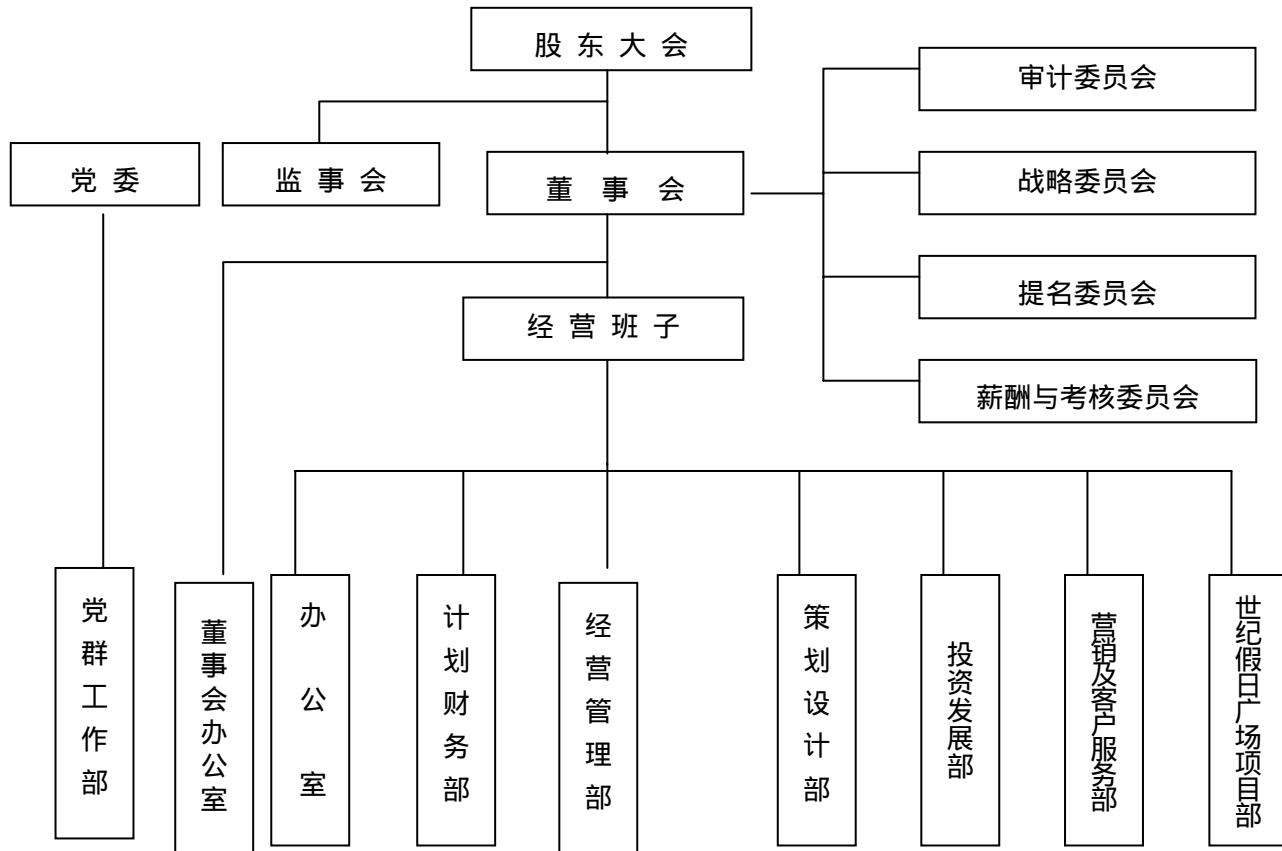 股东大会
审计委员会
党委
监事会
董事会
战略委员会
提名委员会
经营班子
薪酬与考核委员会
党群工作部
董事会办公室
办公室
计划财务部
经营管理部
策划设计部
投资发展部
营销及客户服务部
世纪假日广场项目部